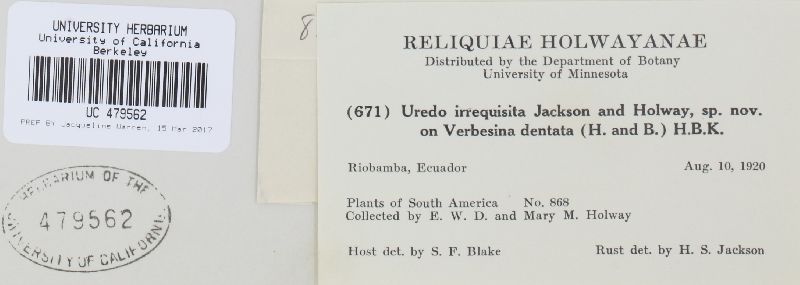 UNIVERSITY HERBARIUM
University of California
Berkeley
UC 479562
PREP BY Jacqueline Warren, 15 Mar 2017
HERBARIUM OF THE
479562
UNIVERSITY OF CALIFORNIA
8
RELIQUIAE HOLWAYANAE
Distributed by the Department of Botany
University of Minnesota
(671) Uredo irrequisita Jackson and Holway, sp. nov.
on Verbesina dentata (H. and B.) H.B.K.
Riobamba, Ecuador Aug. 10, 1920
Plants of South America No. 868
Collected by E. W. D. and Mary M. Holway
Host det. by S. F. Blake Rust det. by H. S. Jackson